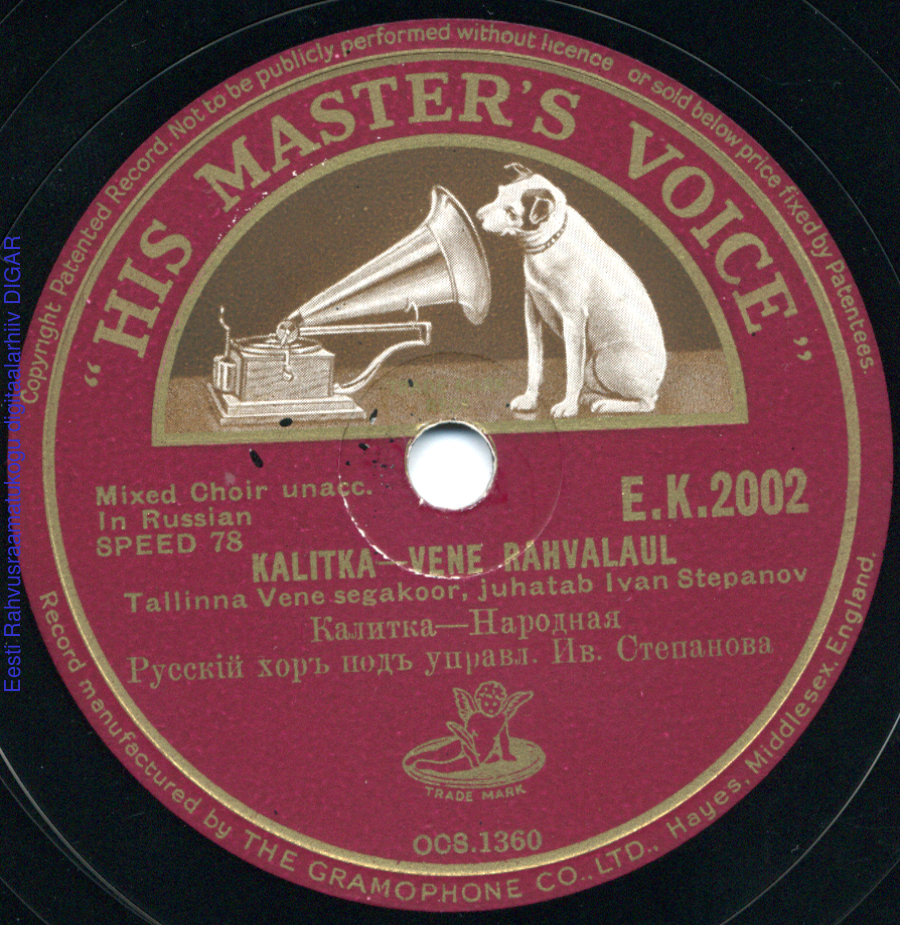 Copyright Patented Record. Not to be publicly performed without licence or sold below price fixed by Patentees.
"HIS MASTER'S VOICE"
Mixed Choir unacc.
In Russian
SPEED 78
E.K.2002
KALITKA—VENE RAHVALAUL
Tallinna Vene segakoor, juhatab Ivan Stepanov
Калитка—Народная
Русскій хоръ подъ управл. Ив. Степанова
TRADE MARK
OO8.1360
Record manufactured by THE GRAMOPHONE CO., LTD., Hayes, Middlesex, England.
Eesti Rahvusraamatukogu digitaalarhiiv DIGAR